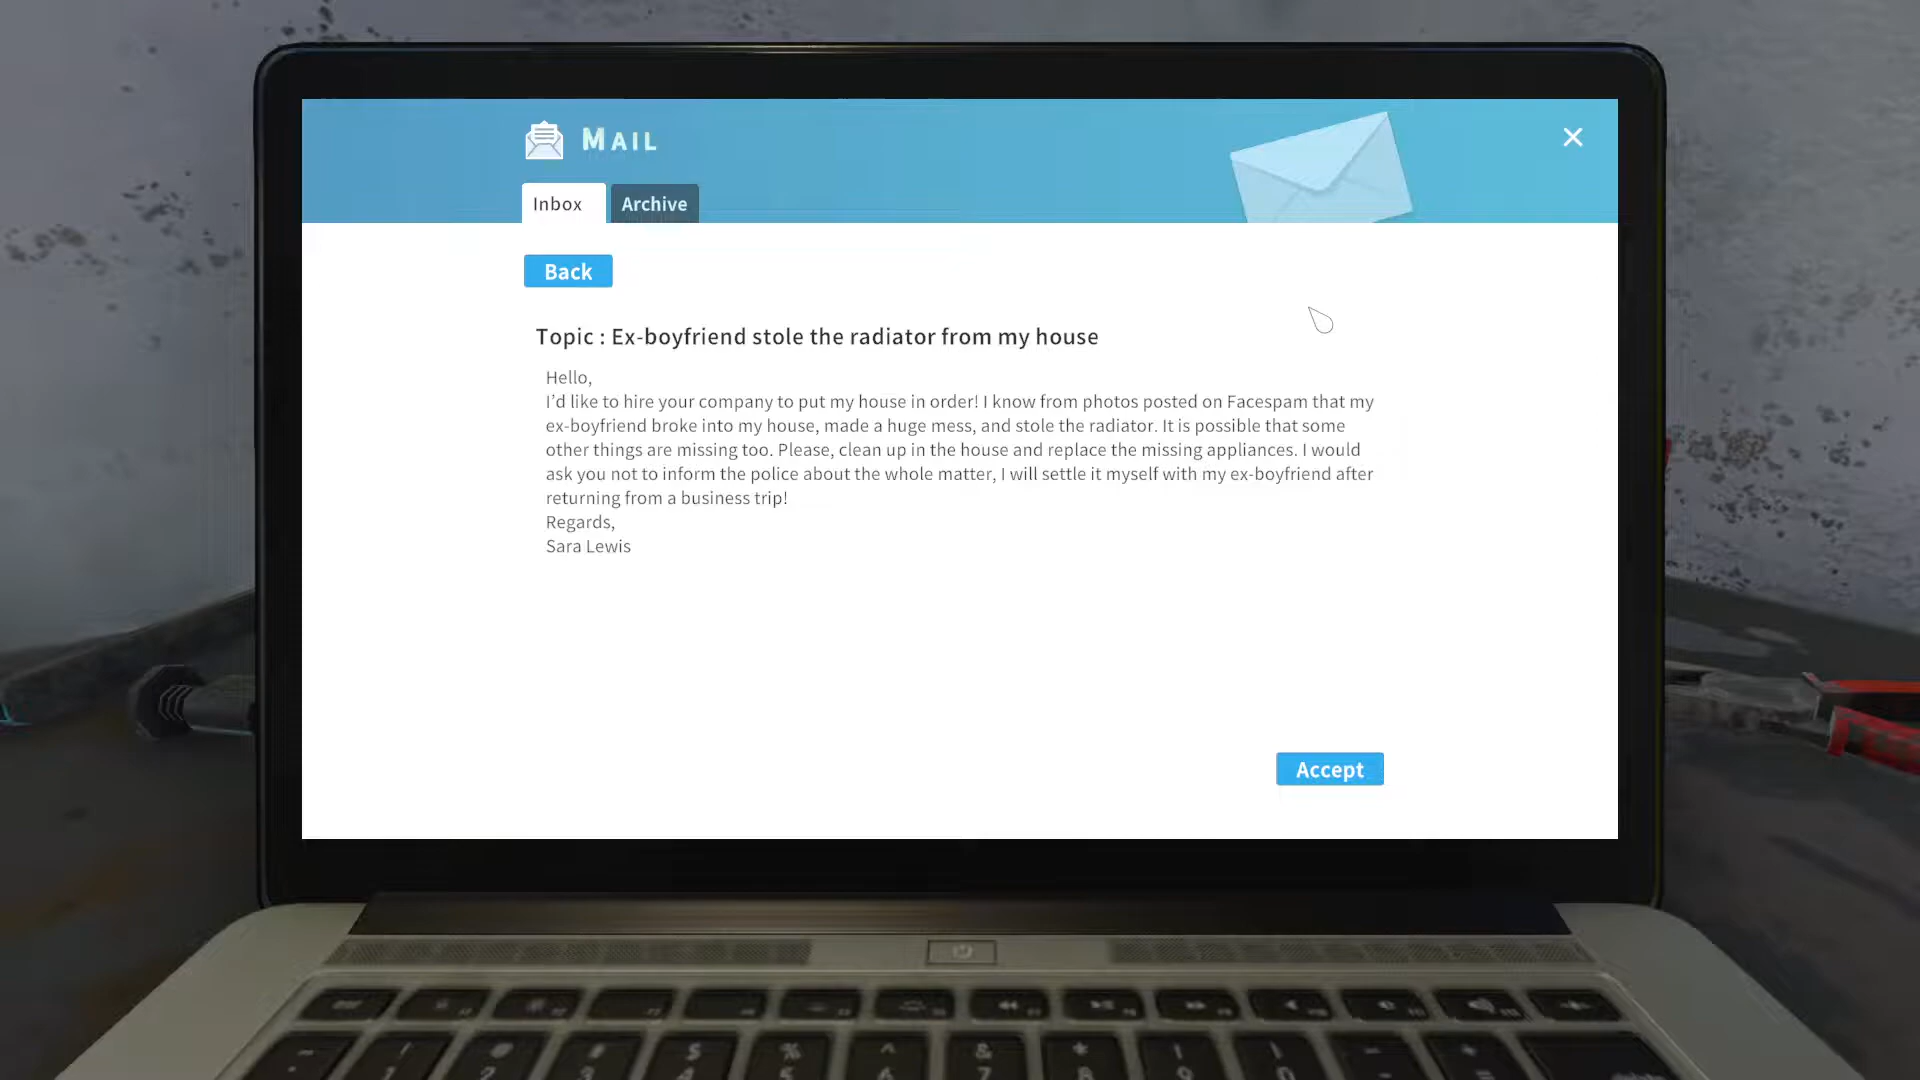 MAIL
Inbox
Archive
Back
Topic : Ex-boyfriend stole the radiator from my house
Hello,
I'd like to hire your company to put my house in order! I know from photos posted on Facespam that my
ex-boyfriend broke into my house, made a huge mess, and stole the radiator. It is possible that some
other things are missing too. Please, clean up in the house and replace the missing appliances. I would
ask you not to inform the police about the whole matter, I will settle it myself with my ex-boyfriend after
returning from a business trip!
Regards,
Sara Lewis
Accept